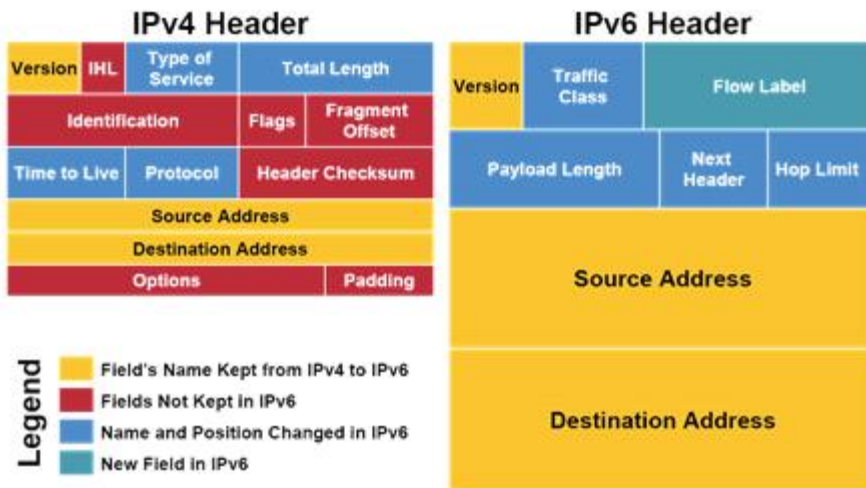 IPv4 Header
Version IHL Type of Service Total Length
Identification Flags Fragment Offset
Time to Live Protocol Header Checksum
Source Address
Destination Address
Options Padding
IPv6 Header
Version Traffic Class Flow Label
Payload Length Next Header Hop Limit
Source Address
Destination Address
Legend
Field's Name Kept from IPv4 to IPv6
Fields Not Kept in IPv6
Name and Position Changed in IPv6
New Field in IPv6